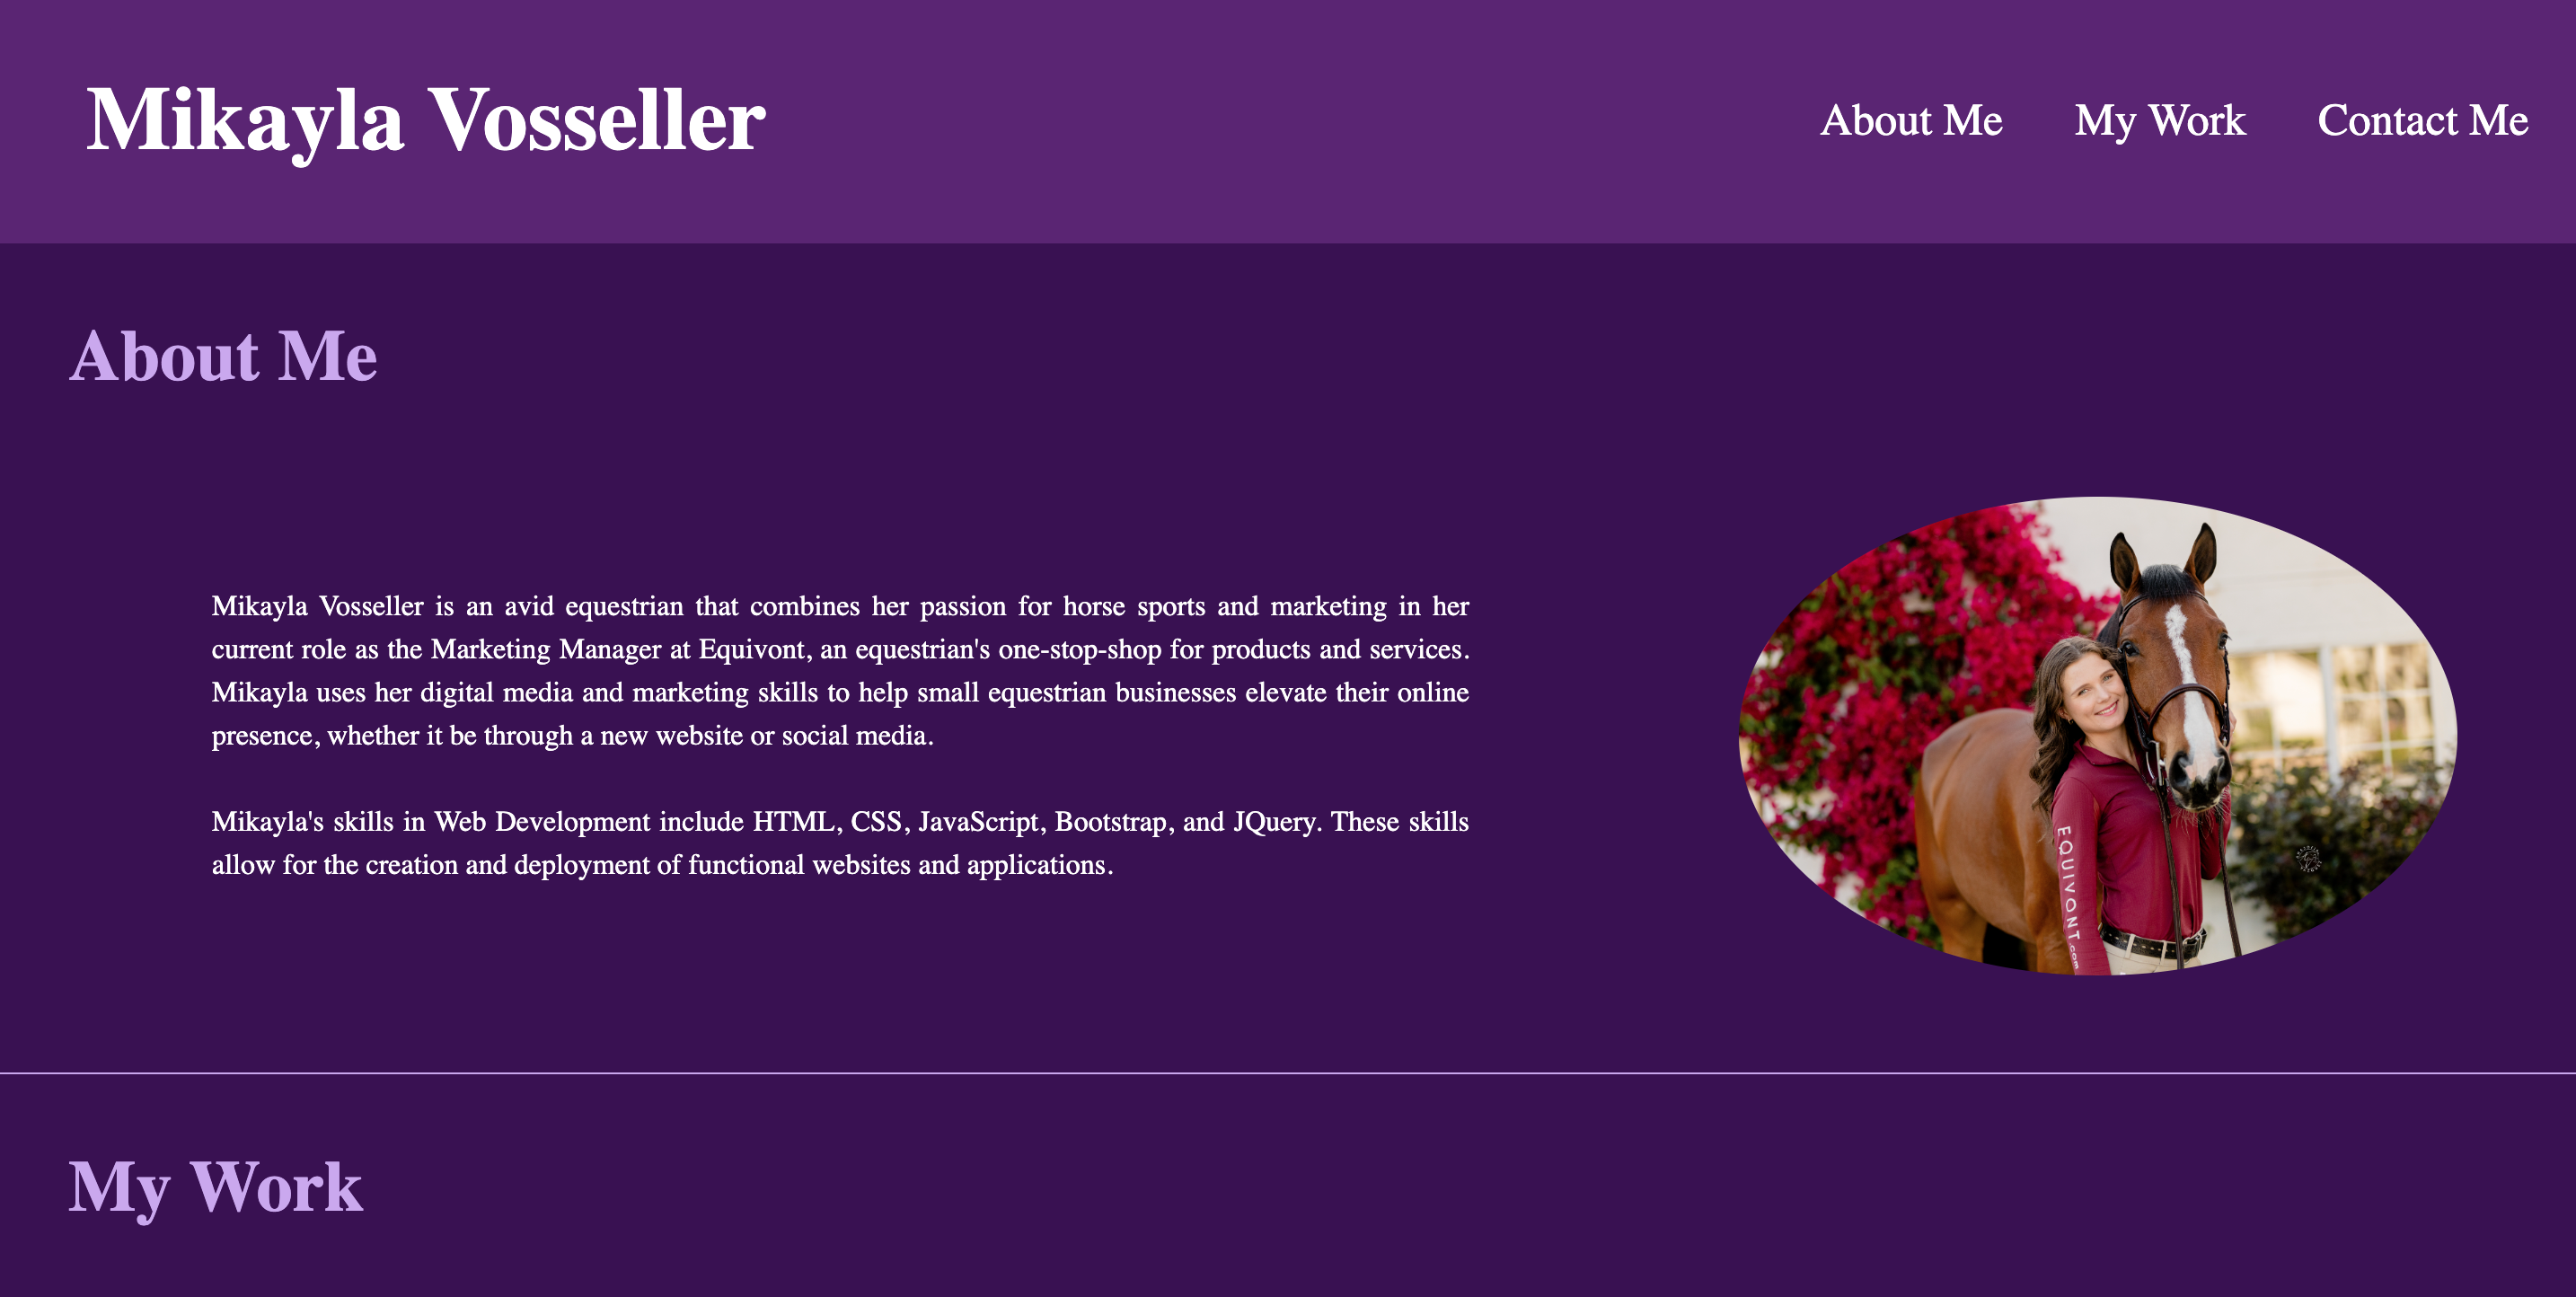 Mikayla Vosseller
About Me
My Work
Contact Me
About Me
Mikayla Vosseller is an avid equestrian that combines her passion for horse sports and marketing in her
current role as the Marketing Manager at Equivont, an equestrian's one-stop-shop for products and services.
Mikayla uses her digital media and marketing skills to help small equestrian businesses elevate their online
presence, whether it be through a new website or social media.
Mikayla's skills in Web Development include HTML, CSS, JavaScript, Bootstrap, and JQuery. These skills
allow for the creation and deployment of functional websites and applications.
EQUIVONT.com
My Work